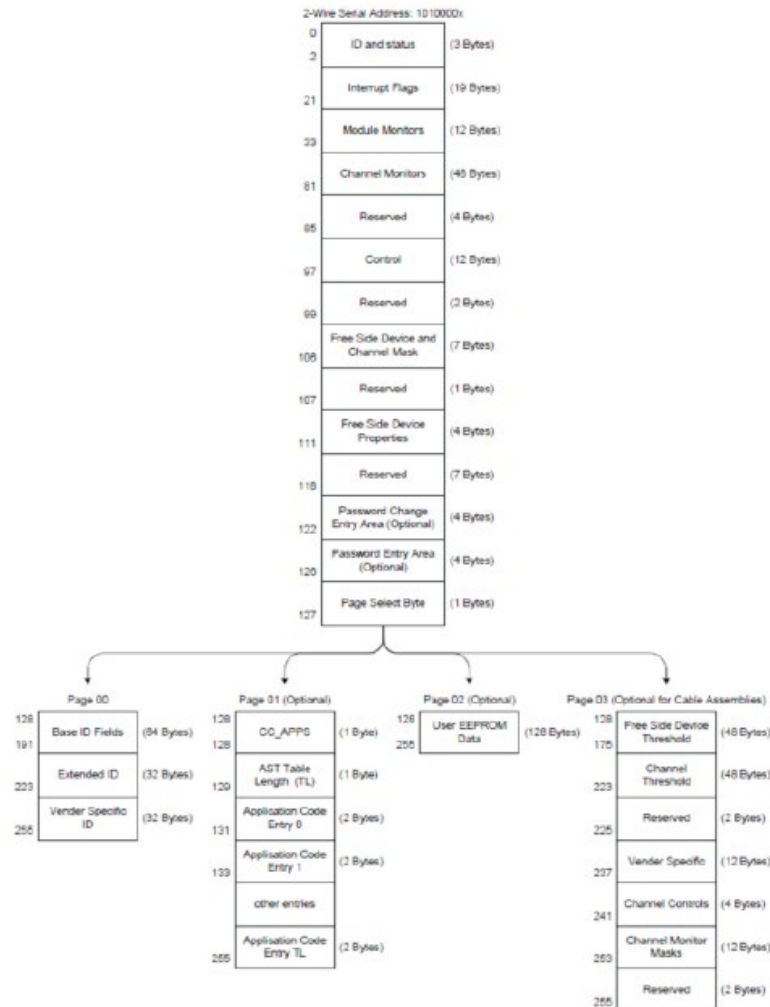 2-Wire Serial Address: 1010000x
0
ID and status (3 Bytes)
2
Interrupt Flags (19 Bytes)
21
Module Monitors (12 Bytes)
33
Channel Monitors (48 Bytes)
81
Reserved (4 Bytes)
85
Control (12 Bytes)
97
Reserved (2 Bytes)
99
Free Side Device and
Channel Mask (7 Bytes)
106
Reserved (1 Bytes)
107
Free Side Device
Properties (4 Bytes)
111
Reserved (7 Bytes)
118
Password Change
Entry Area (Optional) (4 Bytes)
122
Password Entry Area
(Optional) (4 Bytes)
126
Page Select Byte (1 Bytes)
127
Page 00
128
Base ID Fields (64 Bytes)
191
Extended ID (32 Bytes)
223
Vender Specific
ID (32 Bytes)
255
Page 01 (Optional)
128
CC_APPS (1 Byte)
128
AST Table
Length (TL) (1 Byte)
129
Application Code
Entry 0 (2 Bytes)
131
Application Code
Entry 1 (2 Bytes)
133
other entries
Application Code
Entry TL (2 Bytes)
255
Page 02 (Optional)
128
User EEPROM
Data (128 Bytes)
255
Page 03 (Optional for Cable Assemblies)
128
Free Side Device
Threshold (48 Bytes)
175
Channel
Threshold (48 Bytes)
223
Reserved (2 Bytes)
225
Vender Specific (12 Bytes)
237
Channel Controls (4 Bytes)
241
Channel Monitor
Masks (12 Bytes)
253
Reserved (2 Bytes)
255